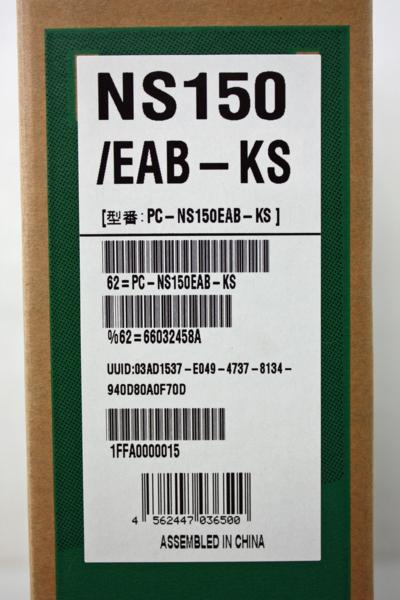 NS150
/EAB-KS
[型番: PC-NS150EAB-KS]
62=PC-NS150EAB-KS
%62=66032458A
UUID:03AD1537-E049-4737-8134-
940D80A0F70D
1FFA0000015
4 562447 036500
ASSEMBLED IN CHINA